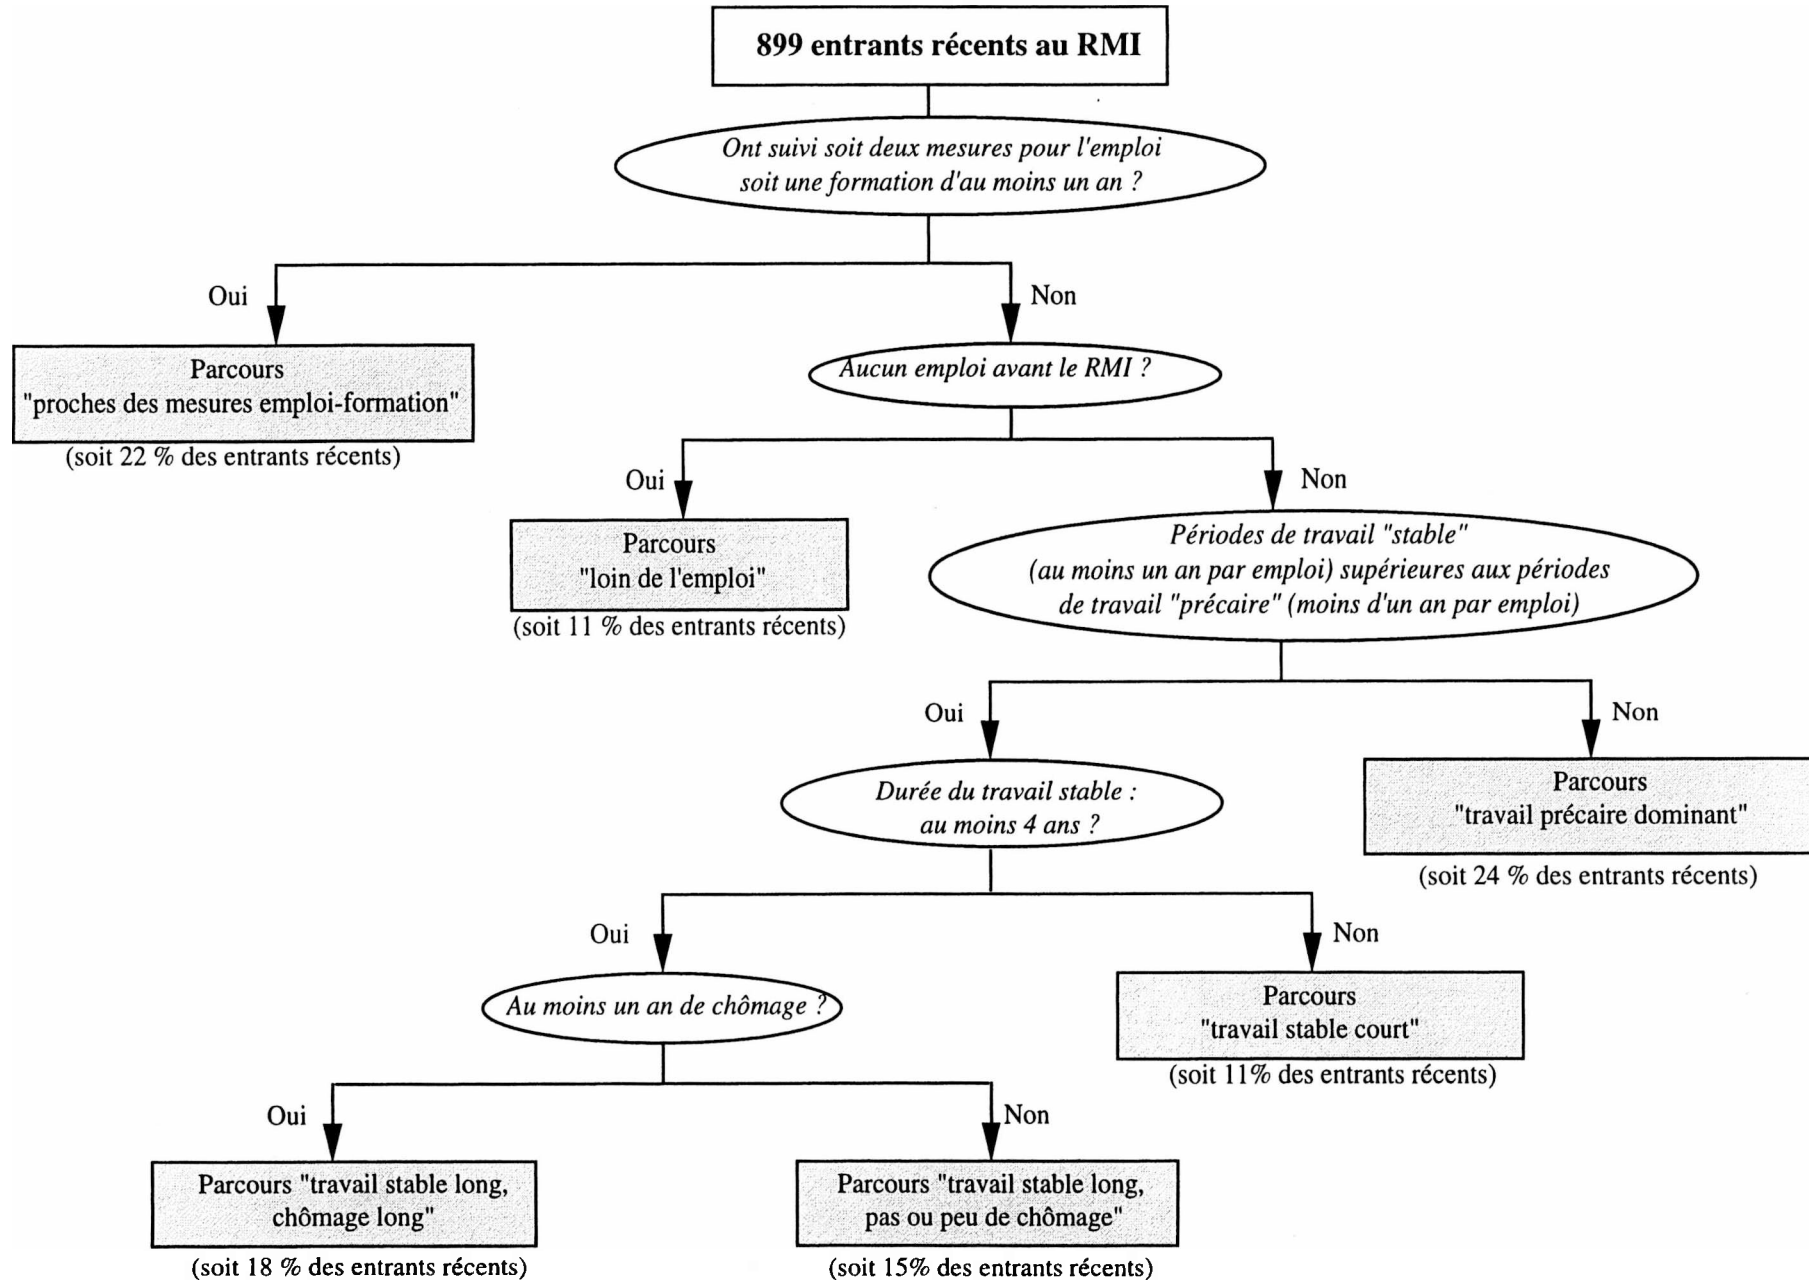 899 entrants récents au RMI
Ont suivi soit deux mesures pour l'emploi
soit une formation d'au moins un an ?
Oui
Non
Parcours
"proches des mesures emploi-formation"
(soit 22 % des entrants récents)
Aucun emploi avant le RMI ?
Oui
Non
Parcours
"loin de l'emploi"
(soit 11 % des entrants récents)
Périodes de travail "stable"
(au moins un an par emploi) supérieures aux périodes
de travail "précaire" (moins d'un an par emploi)
Oui
Non
Durée du travail stable :
au moins 4 ans ?
Parcours
"travail précaire dominant"
(soit 24 % des entrants récents)
Oui
Non
Au moins un an de chômage ?
Parcours
"travail stable court"
(soit 11% des entrants récents)
Oui
Non
Parcours "travail stable long,
chômage long"
(soit 18 % des entrants récents)
Parcours "travail stable long,
pas ou peu de chômage"
(soit 15% des entrants récents)